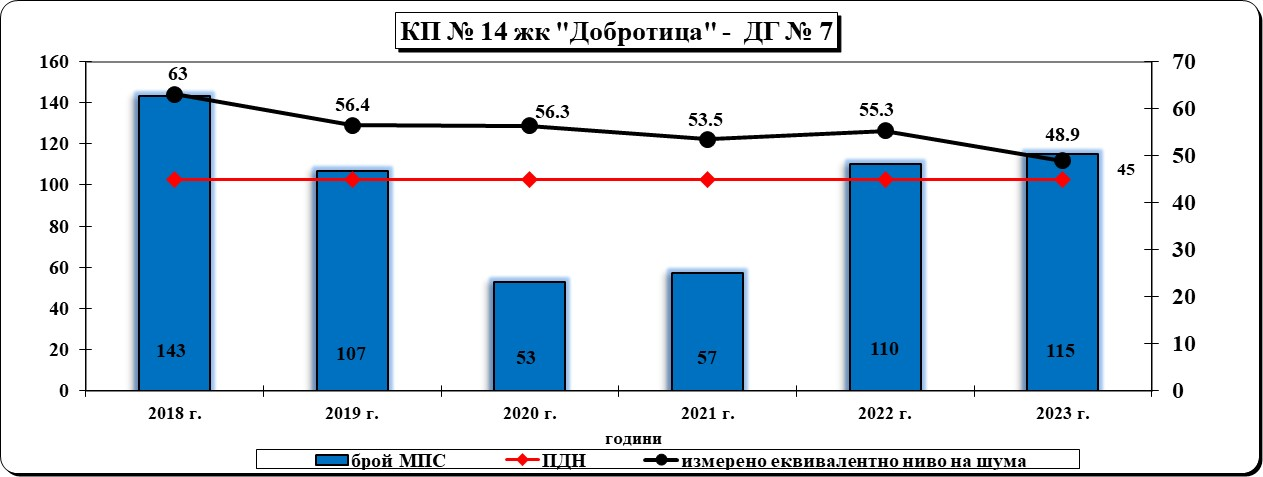 КП № 14 жк "Добротица" - ДГ № 7
160
140
120
100
80
60
40
20
0
70
60
50
40
30
20
10
0
63
56.4
56.3
53.5
55.3
48.9
45
143
107
53
57
110
115
2018 г.
2019 г.
2020 г.
2021 г.
2022 г.
2023 г.
години
брой МПС
ПДН
измерено еквивалентно ниво на шума